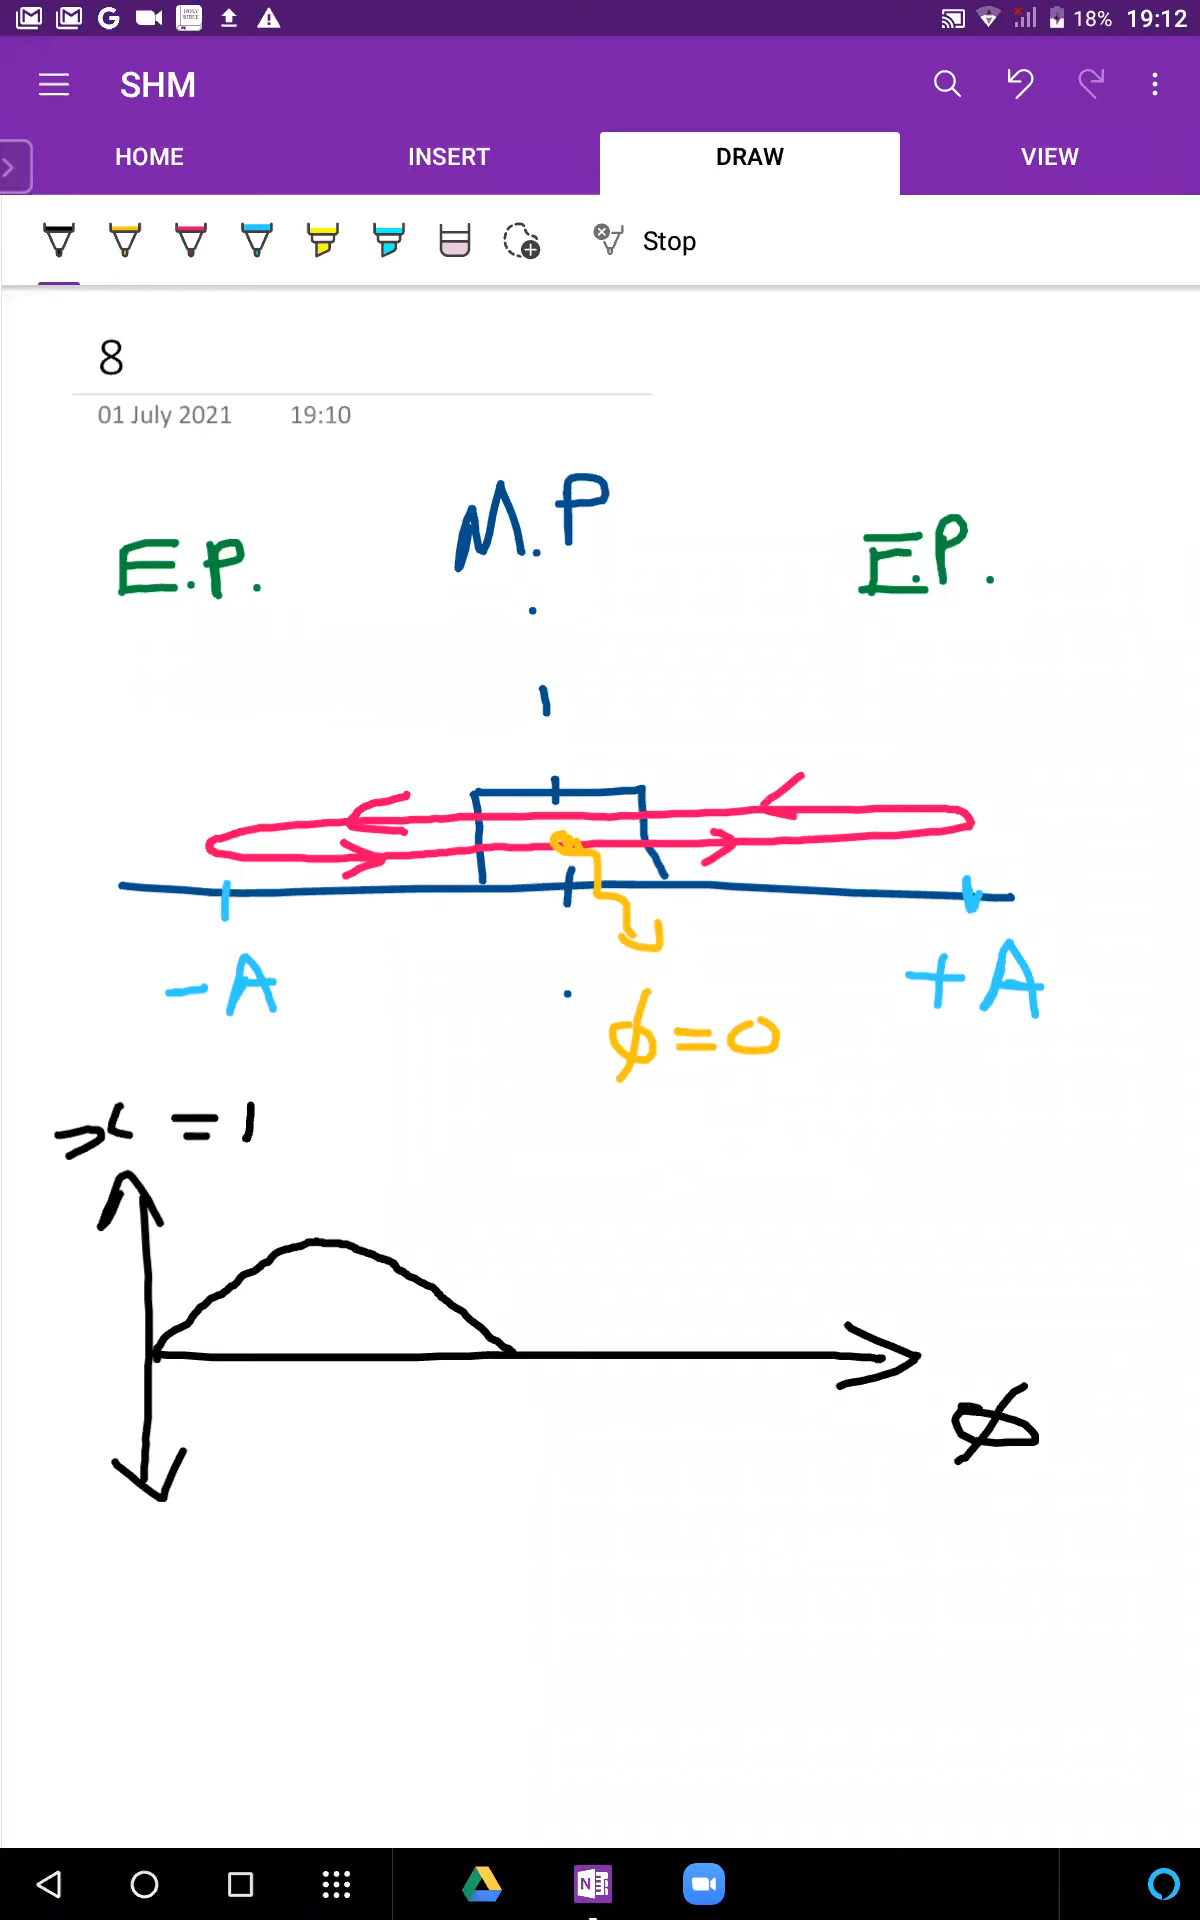 18% 19:12
SHM
HOME INSERT DRAW VIEW
Stop
8
01 July 2021 19:10
M.P
E.P. E.P.
-A +A
ϕ=0
x = 1
ϕ